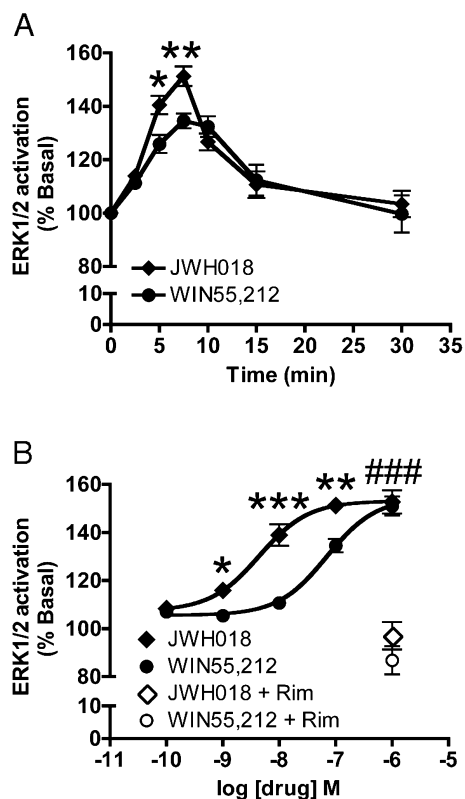 A
ERK1/2 activation
(% Basal)
160
140
120
100
80
10
0
*
**
JWH018
WIN55,212
0 5 10 15 20 25 30 35
Time (min)
B
ERK1/2 activation
(% Basal)
160
140
120
100
80
10
0
*
***
**
###
JWH018
WIN55,212
JWH018 + Rim
WIN55,212 + Rim
-11 -10 -9 -8 -7 -6 -5
log [drug] M